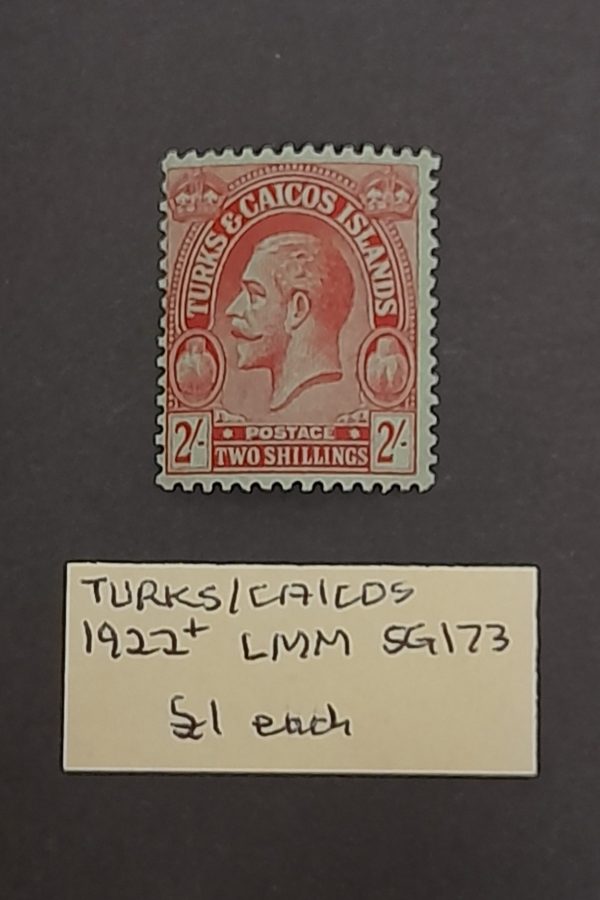 TURKS & CAICOS ISLANDS
2/- POSTAGE 2/-
TWO SHILLINGS
TURKS/CAICOS
1922+ LMM SG173
£1 each